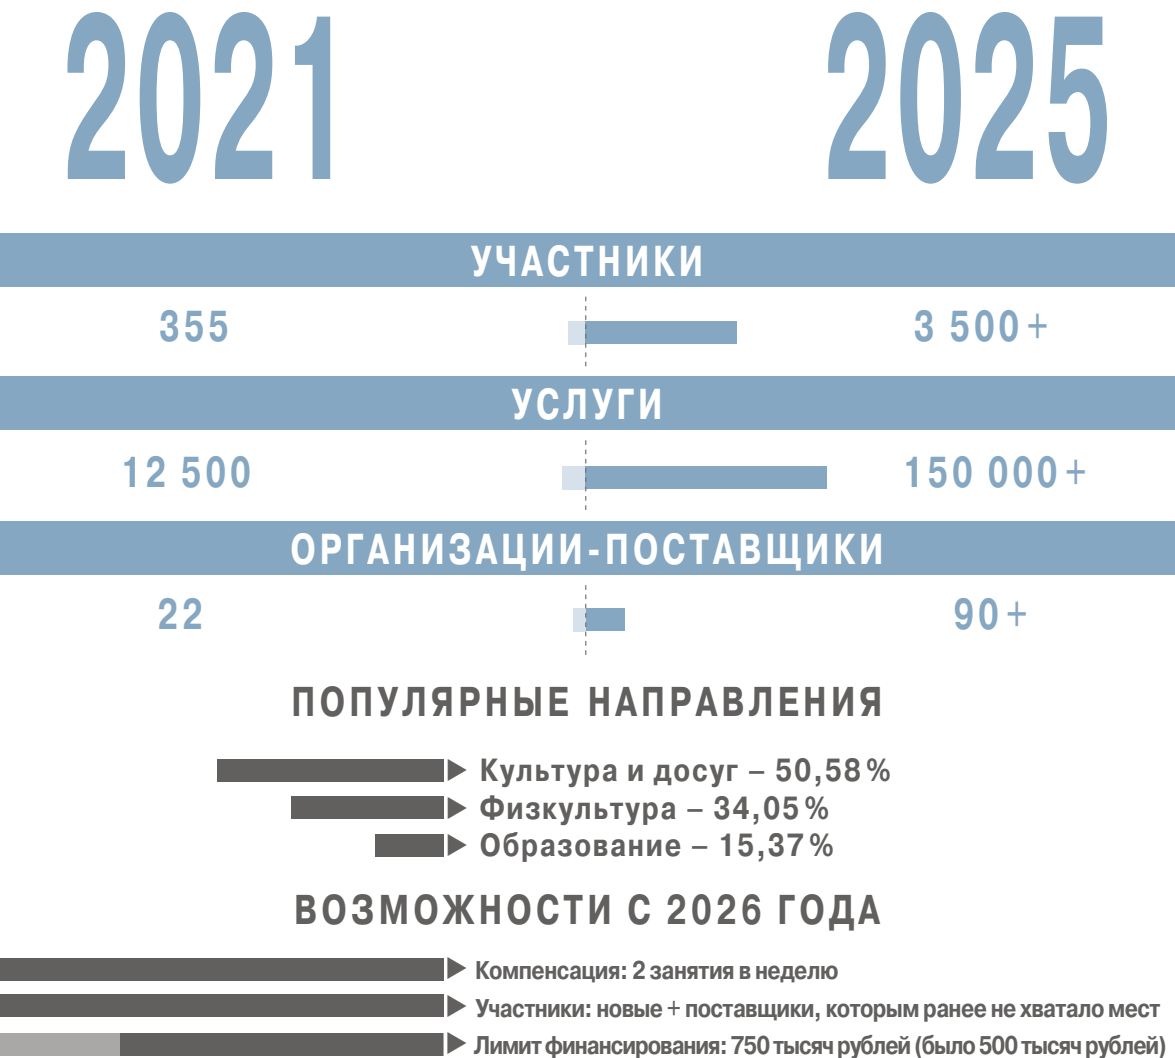 2021 2025
УЧАСТНИКИ
355 3 500+
УСЛУГИ
12 500 150 000+
ОРГАНИЗАЦИИ-ПОСТАВЩИКИ
22 90+
ПОПУЛЯРНЫЕ НАПРАВЛЕНИЯ
Культура и досуг – 50,58%
Физкультура – 34,05%
Образование – 15,37%
ВОЗМОЖНОСТИ С 2026 ГОДА
Компенсация: 2 занятия в неделю
Участники: новые + поставщики, которым ранее не хватало мест
Лимит финансирования: 750 тысяч рублей (было 500 тысяч рублей)